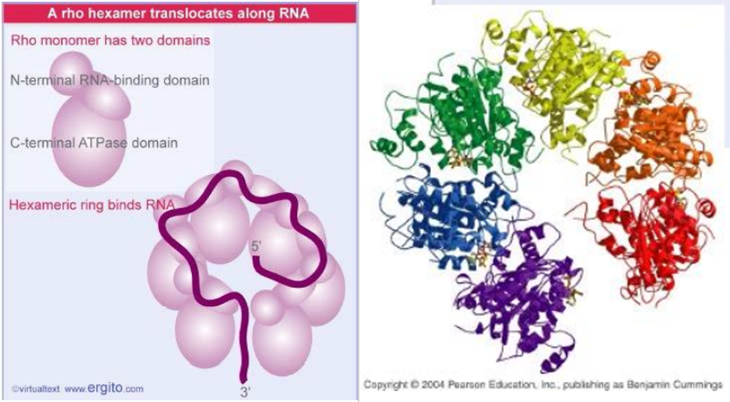 A rho hexamer translocates along RNA
Rho monomer has two domains
N-terminal RNA-binding domain
C-terminal ATPase domain
Hexameric ring binds RNA
5'
3'
©virtualtext www.ergito.com
Copyright © 2004 Pearson Education, Inc., publishing as Benjamin Cummings